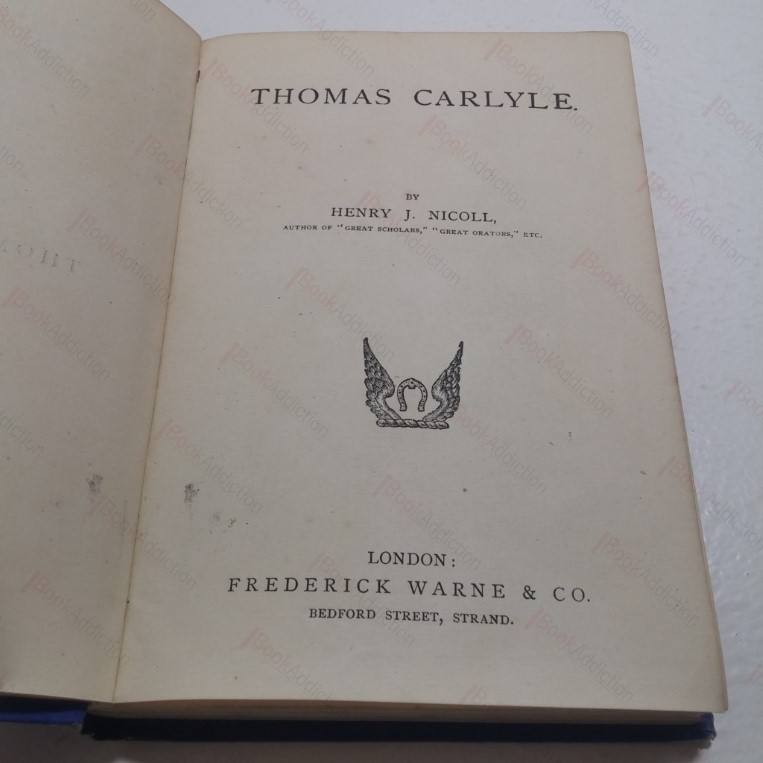 THOMAS CARLYLE.
BY
HENRY J. NICOLL,
AUTHOR OF "GREAT SCHOLARS," "GREAT ORATORS," ETC.
LONDON:
FREDERICK WARNE & CO.
BEDFORD STREET, STRAND.
BookAddiction